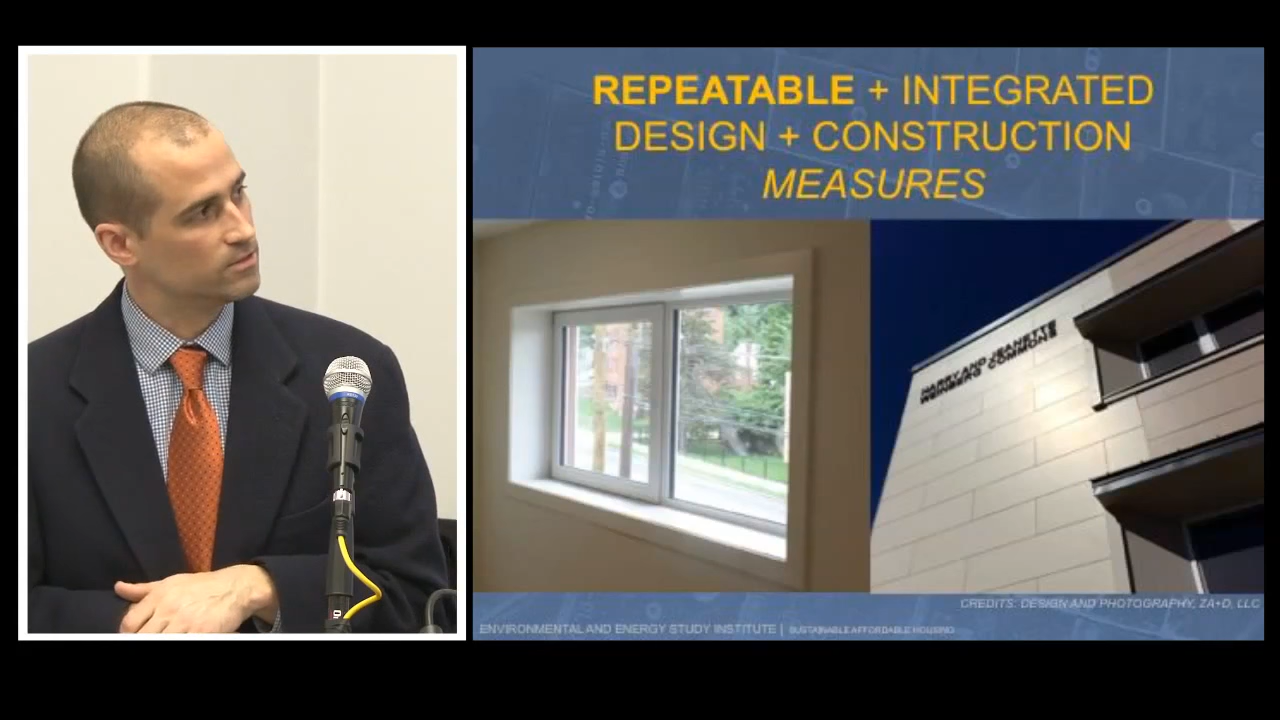 REPEATABLE + INTEGRATED
DESIGN + CONSTRUCTION
MEASURES
HARRY AND JEANETTE
WEINBERG COMMONS
CREDITS: DESIGN AND PHOTOGRAPHY, ZA+D, LLC
ENVIRONMENTAL AND ENERGY STUDY INSTITUTE | SUSTAINABLE AFFORDABLE HOUSING